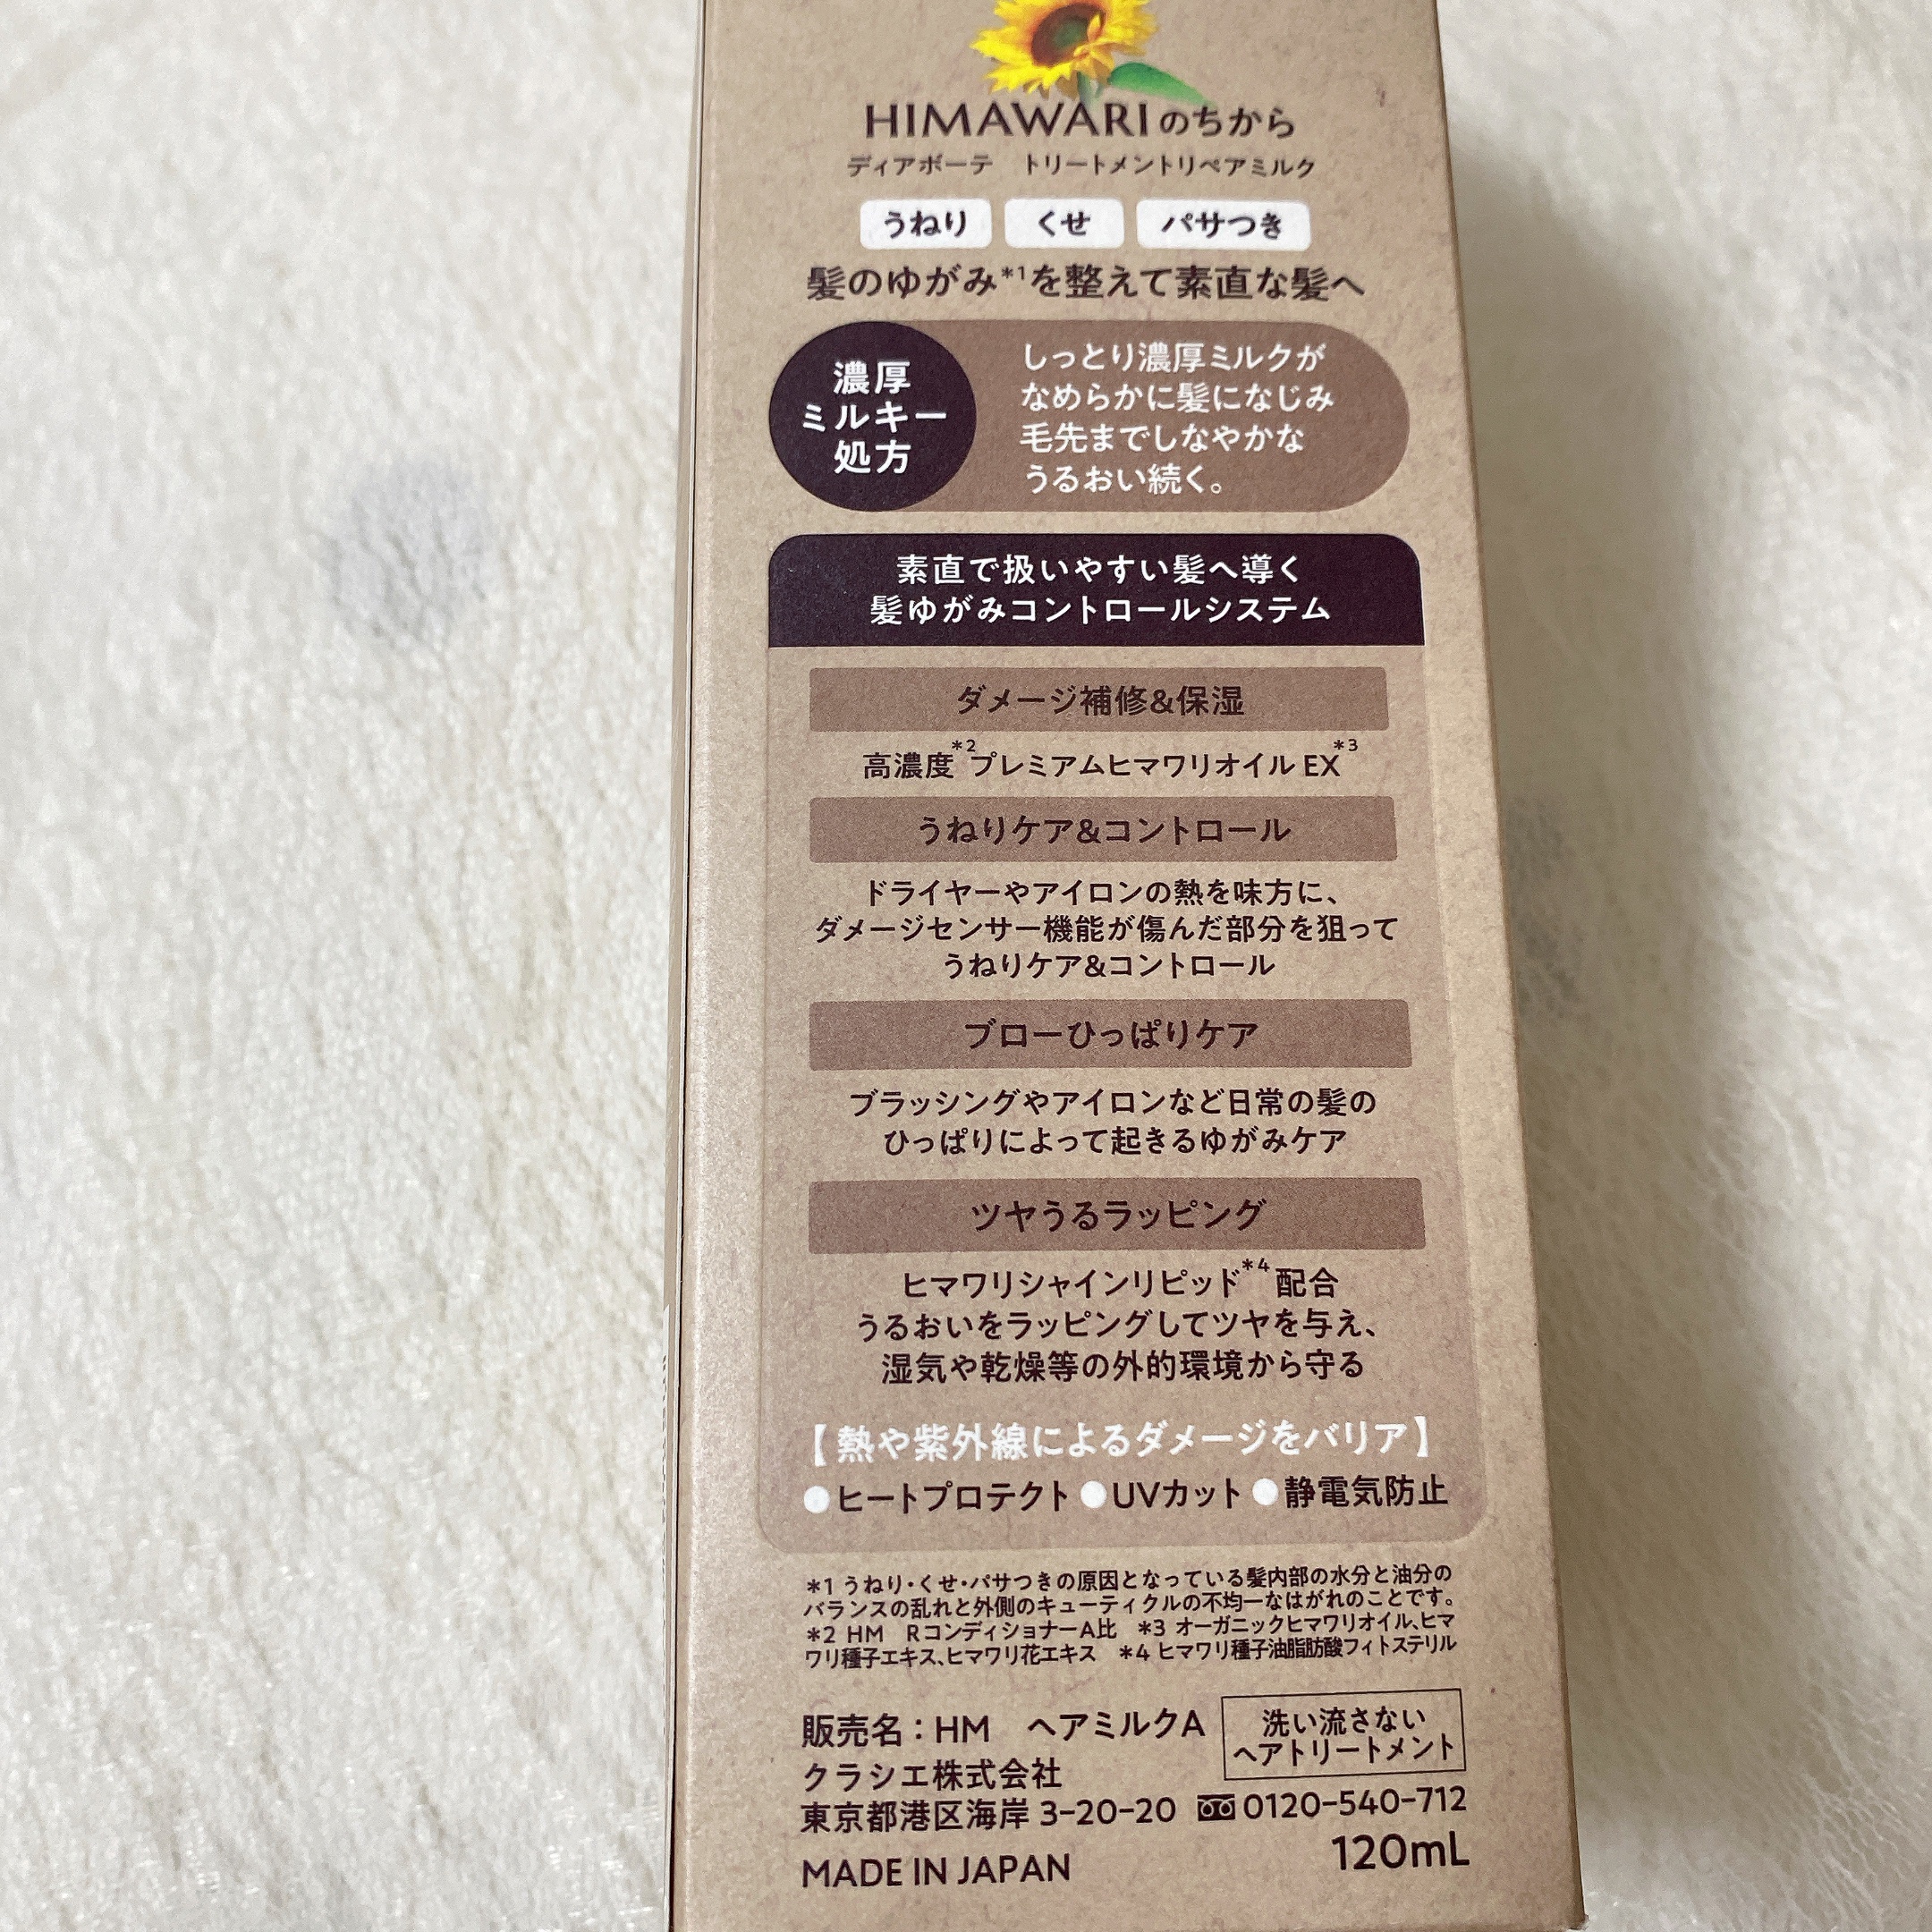 HIMAWARIのちから
ディアボーテ　トリートメントリペアミルク
うねり くせ パサつき
髪のゆがみ*1を整えて素直な髪へ
濃厚
ミルキー
処方
しっとり濃厚ミルクが
なめらかに髪になじみ
毛先までしなやかな
うるおい続く。
素直で扱いやすい髪へ導く
髪ゆがみコントロールシステム
ダメージ補修&保湿
高濃度*2プレミアムヒマワリオイルEX*3
うねりケア&コントロール
ドライヤーやアイロンの熱を味方に、
ダメージセンサー機能が傷んだ部分を狙って
うねりケア&コントロール
ブローひっぱりケア
ブラッシングやアイロンなど日常の髪の
ひっぱりによって起きるゆがみケア
ツヤうるラッピング
ヒマワリシャインリピッド*4配合
うるおいをラッピングしてツヤを与え、
湿気や乾燥等の外的環境から守る
【熱や紫外線によるダメージをバリア】
●ヒートプロテクト●UVカット●静電気防止
*1 うねり・くせ・パサつきの原因となっている髪内部の水分と油分の
バランスの乱れと外側のキューティクルの不均一なはがれのことです。
*2 HM　RコンディショナーA比　*3 オーガニックヒマワリオイル、ヒマ
ワリ種子エキス、ヒマワリ花エキス　*4 ヒマワリ種子油脂肪酸フィトステリル
販売名：HM　ヘアミルクA
洗い流さない
ヘアトリートメント
クラシエ株式会社
東京都港区海岸 3-20-20 0120-540-712
120mL
MADE IN JAPAN